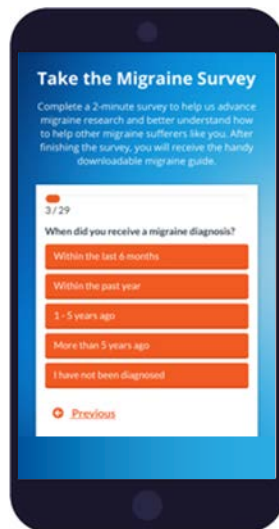 Take the Migraine Survey
Complete a 2-minute survey to help us advance
migraine research and better understand how
to help other migraine sufferers like you. After
finishing the survey, you will receive the handy
downloadable migraine guide.
3 / 29
When did you receive a migraine diagnosis?
Within the last 6 months
Within the past year
1 - 5 years ago
More than 5 years ago
I have not been diagnosed
Previous